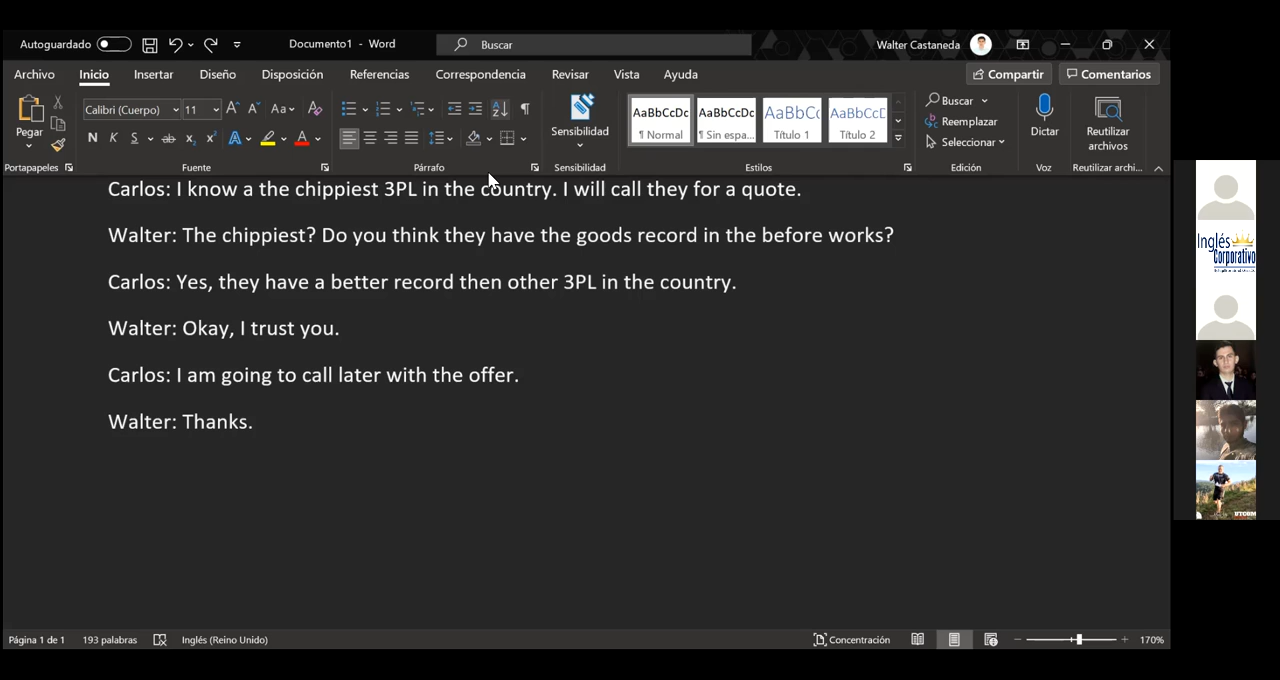 Autoguardado Documento1 - Word Buscar Walter Castaneda
Archivo Inicio Insertar Diseño Disposición Referencias Correspondencia Revisar Vista Ayuda Compartir Comentarios
Pegar
Portapapeles
Calibri (Cuerpo) 11
N K S ab x₂ x²
Fuente
Párrafo
Sensibilidad
Sensibilidad
AaBbCcDc AaBbCcDc AaBbCc AaBbCcD
¶ Normal ¶ Sin espa... Título 1 Título 2
Estilos
Buscar
Reemplazar
Seleccionar
Edición
Dictar
Voz
Reutilizar
archivos
Reutilizar archi...
Carlos: I know a the chippiest 3PL in the country. I will call they for a quote.
Walter: The chippiest? Do you think they have the goods record in the before works?
Carlos: Yes, they have a better record then other 3PL in the country.
Walter: Okay, I trust you.
Carlos: I am going to call later with the offer.
Walter: Thanks.
Inglés
Corporativo
UTCOM
Página 1 de 1 193 palabras Inglés (Reino Unido) Concentración 170%